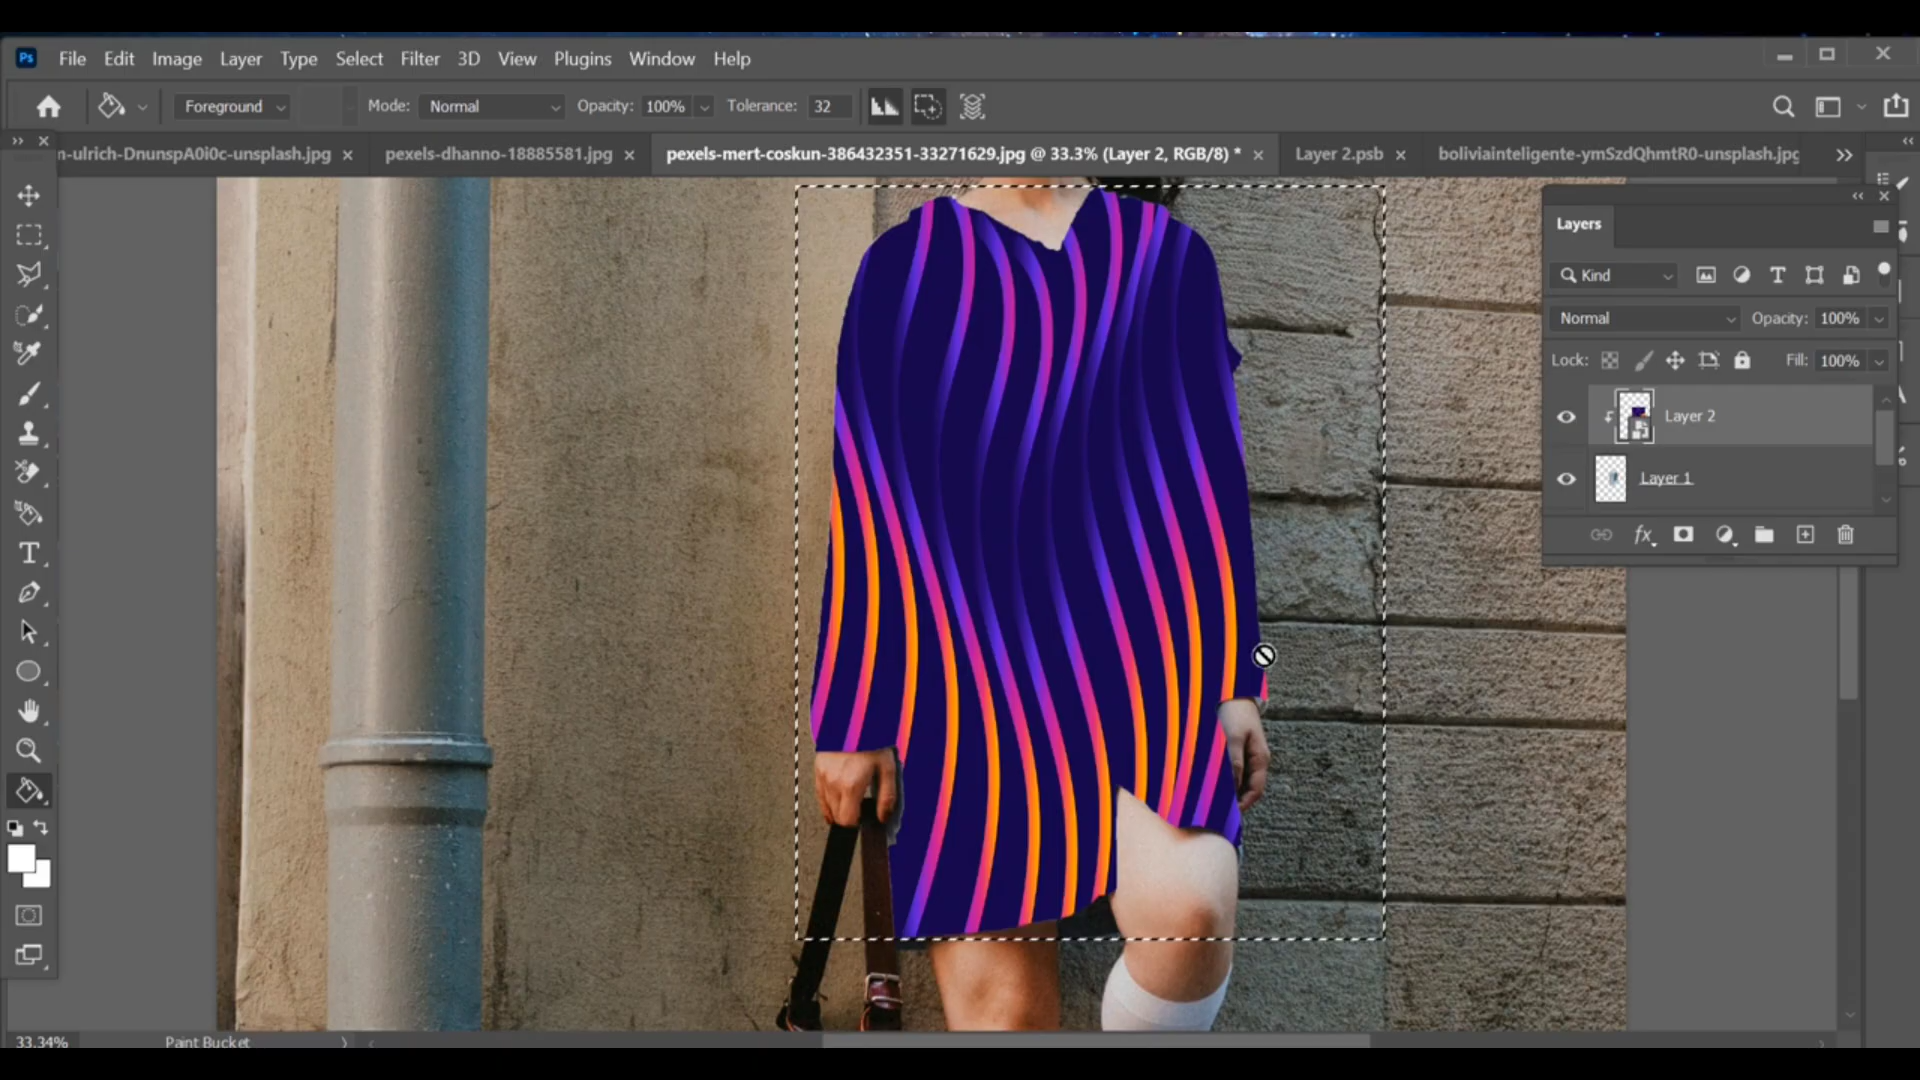 Ps File Edit Image Layer Type Select Filter 3D View Plugins Window Help
Foreground Mode: Normal Opacity: 100% Tolerance: 32
m-ulrich-DnunspA0i0c-unsplash.jpg pexels-dhanno-18885581.jpg pexels-mert-coskun-386432351-33271629.jpg @ 33.3% (Layer 2, RGB/8) * Layer 2.psb boliviainteligente-ymSzdQhmtR0-unsplash.jpg
Layers
Kind
Normal Opacity: 100%
Lock: Fill: 100%
Layer 2
Layer 1
fx
33.34% Paint Bucket